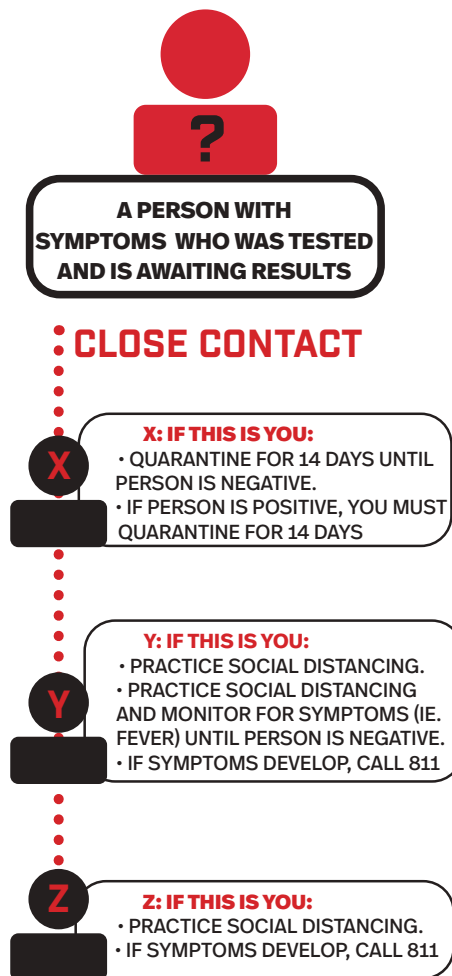 ?
A PERSON WITH
SYMPTOMS WHO WAS TESTED
AND IS AWAITING RESULTS
CLOSE CONTACT
X
X: IF THIS IS YOU:
• QUARANTINE FOR 14 DAYS UNTIL
PERSON IS NEGATIVE.
• IF PERSON IS POSITIVE, YOU MUST
QUARANTINE FOR 14 DAYS
Y
Y: IF THIS IS YOU:
• PRACTICE SOCIAL DISTANCING.
• PRACTICE SOCIAL DISTANCING
AND MONITOR FOR SYMPTOMS (IE.
FEVER) UNTIL PERSON IS NEGATIVE.
• IF SYMPTOMS DEVELOP, CALL 811
Z
Z: IF THIS IS YOU:
• PRACTICE SOCIAL DISTANCING.
• IF SYMPTOMS DEVELOP, CALL 811